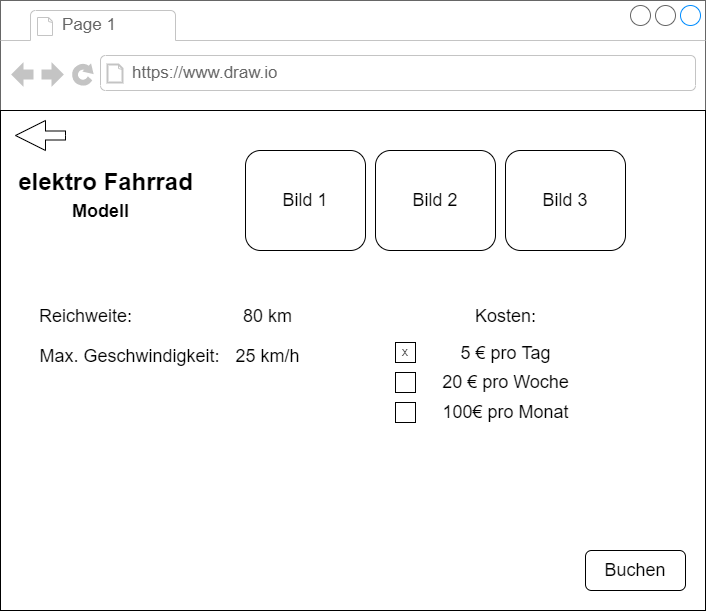 Page 1
https://www.draw.io
elektro Fahrrad
Modell
Bild 1
Bild 2
Bild 3
Reichweite: 80 km
Max. Geschwindigkeit: 25 km/h
Kosten:
x 5 € pro Tag
20 € pro Woche
100€ pro Monat
Buchen